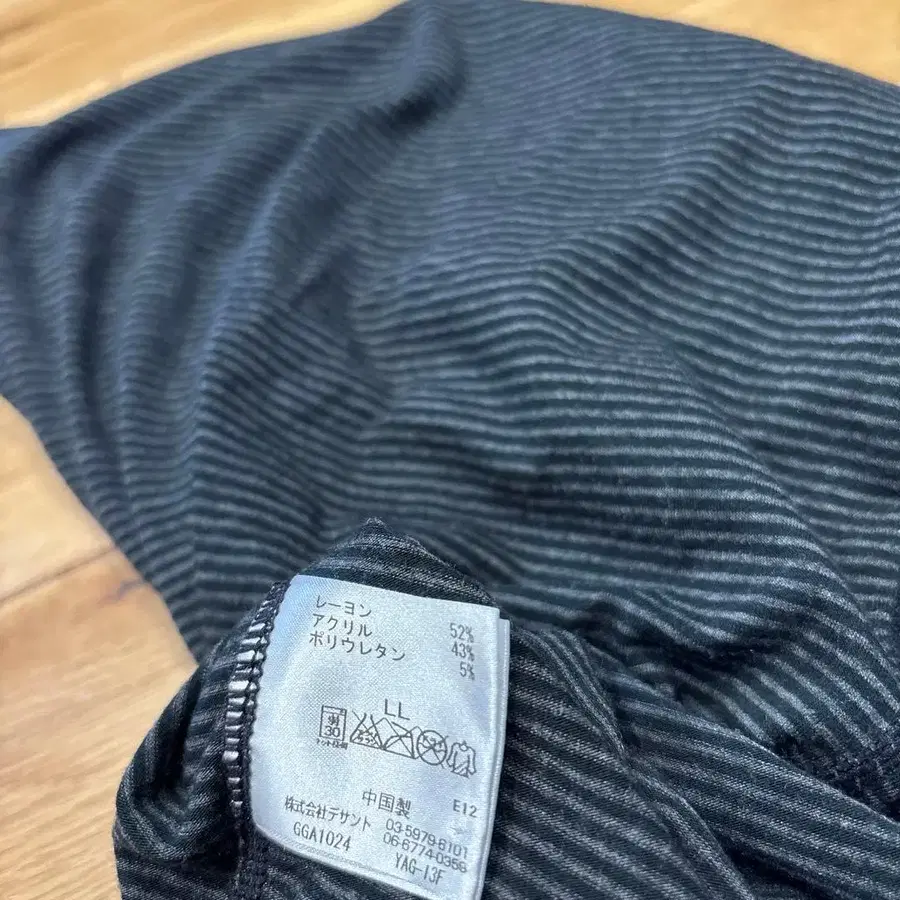 レーヨン 52%
アクリル 43%
ポリウレタン 5%
LL
30
中国製 E12
株式会社デサント 03-5979-6101
06-6774-0356
GGA1024 YAG-13F